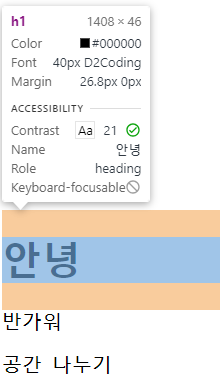 h1 1408 × 46
Color #000000
Font 40px D2Coding
Margin 26.8px 0px
ACCESSIBILITY
Contrast Aa 21
Name 안녕
Role heading
Keyboard-focusable
안녕
반가워
공간 나누기